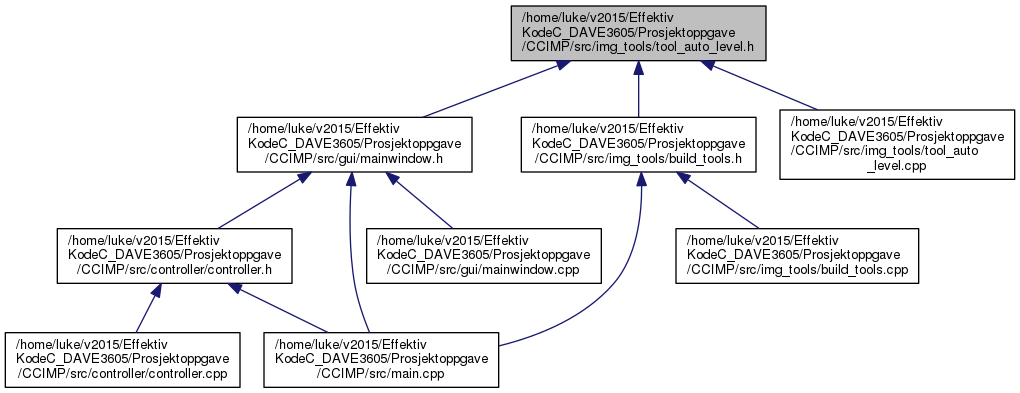 /home/luke/v2015/Effektiv
KodeC_DAVE3605/Prosjektoppgave
/CCIMP/src/img_tools/tool_auto_level.h
/home/luke/v2015/Effektiv
KodeC_DAVE3605/Prosjektoppgave
/CCIMP/src/gui/mainwindow.h
/home/luke/v2015/Effektiv
KodeC_DAVE3605/Prosjektoppgave
/CCIMP/src/img_tools/build_tools.h
/home/luke/v2015/Effektiv
KodeC_DAVE3605/Prosjektoppgave
/CCIMP/src/img_tools/tool_auto
_level.cpp
/home/luke/v2015/Effektiv
KodeC_DAVE3605/Prosjektoppgave
/CCIMP/src/controller/controller.h
/home/luke/v2015/Effektiv
KodeC_DAVE3605/Prosjektoppgave
/CCIMP/src/gui/mainwindow.cpp
/home/luke/v2015/Effektiv
KodeC_DAVE3605/Prosjektoppgave
/CCIMP/src/img_tools/build_tools.cpp
/home/luke/v2015/Effektiv
KodeC_DAVE3605/Prosjektoppgave
/CCIMP/src/controller/controller.cpp
/home/luke/v2015/Effektiv
KodeC_DAVE3605/Prosjektoppgave
/CCIMP/src/main.cpp